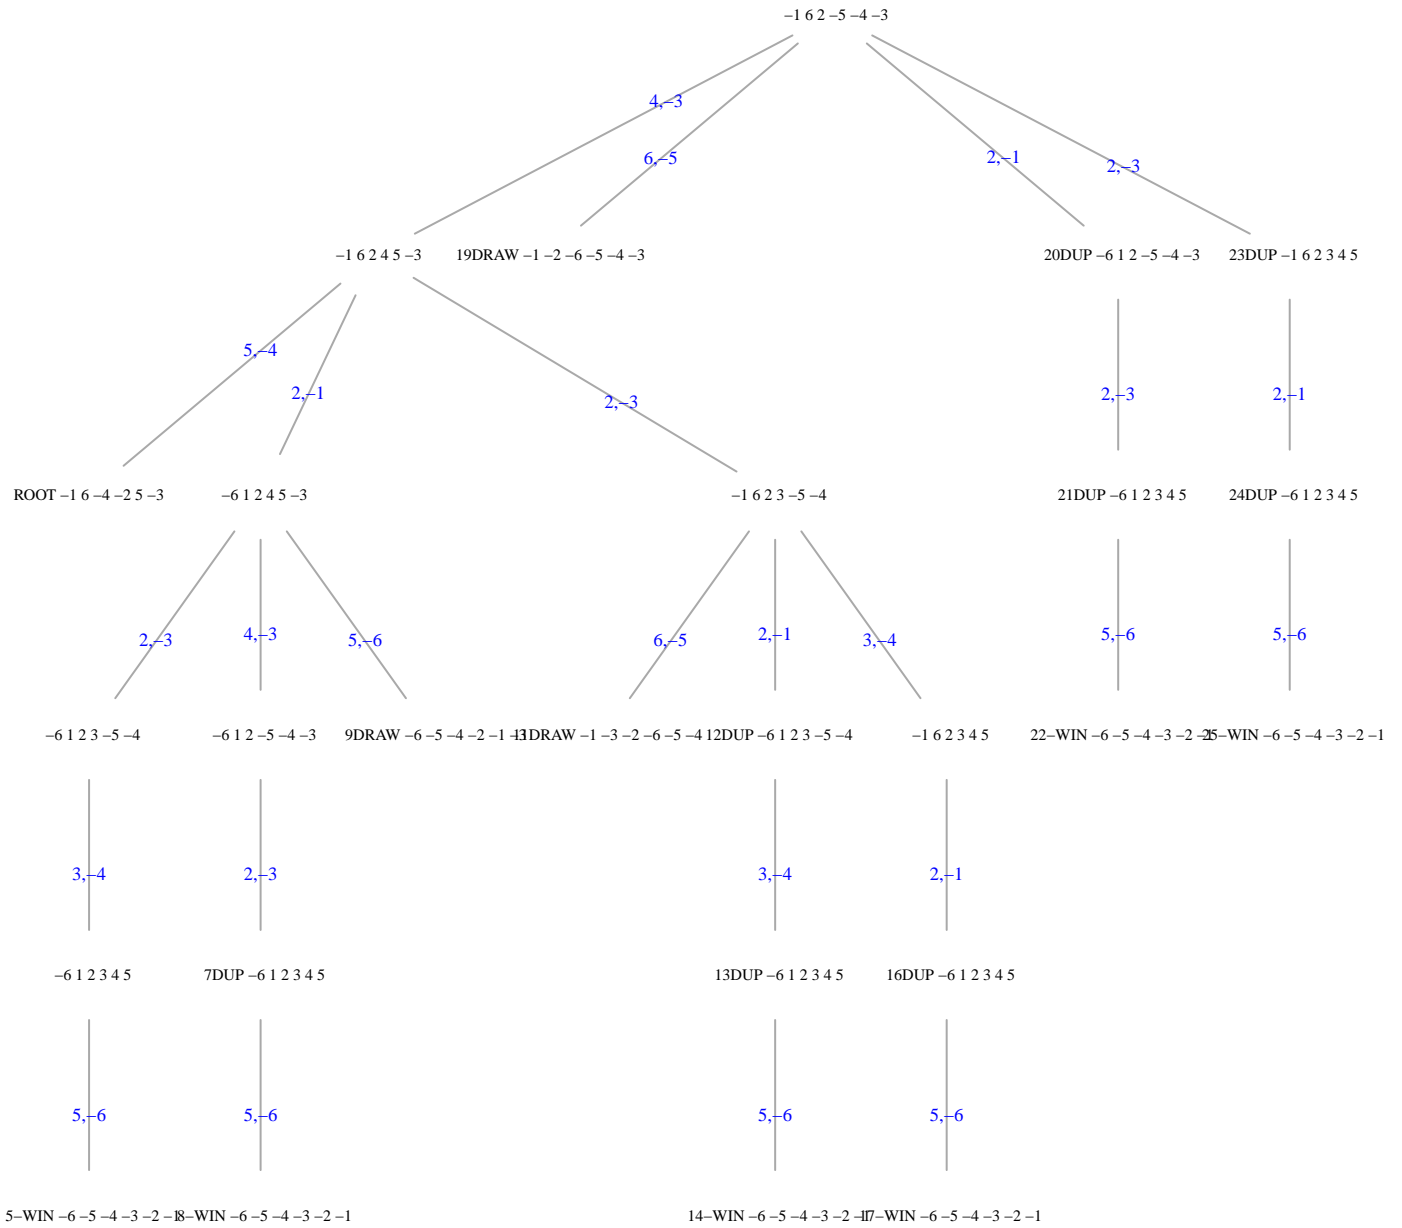 –1 6 2 –5 –4 –3
4,–3
6,–5
2,–1
2,–3
–1 6 2 4 5 –3
19DRAW –1 –2 –6 –5 –4 –3
20DUP –6 1 2 –5 –4 –3
23DUP –1 6 2 3 4 5
5,–4
2,–1
2,–3
2,–3
2,–1
ROOT –1 6 –4 –2 5 –3
–6 1 2 4 5 –3
–1 6 2 3 –5 –4
21DUP –6 1 2 3 4 5
24DUP –6 1 2 3 4 5
2,–3
4,–3
5,–6
6,–5
2,–1
3,–4
5,–6
5,–6
–6 1 2 3 –5 –4
–6 1 2 –5 –4 –3
9DRAW –6 –5 –4 –2 –1 –3
11DRAW –1 –3 –2 –6 –5 –4
12DUP –6 1 2 3 –5 –4
–1 6 2 3 4 5
22–WIN –6 –5 –4 –3 –2 –1
25–WIN –6 –5 –4 –3 –2 –1
3,–4
2,–3
3,–4
2,–1
–6 1 2 3 4 5
7DUP –6 1 2 3 4 5
13DUP –6 1 2 3 4 5
16DUP –6 1 2 3 4 5
5,–6
5,–6
5,–6
5,–6
5–WIN –6 –5 –4 –3 –2 –1
8–WIN –6 –5 –4 –3 –2 –1
14–WIN –6 –5 –4 –3 –2 –1
17–WIN –6 –5 –4 –3 –2 –1